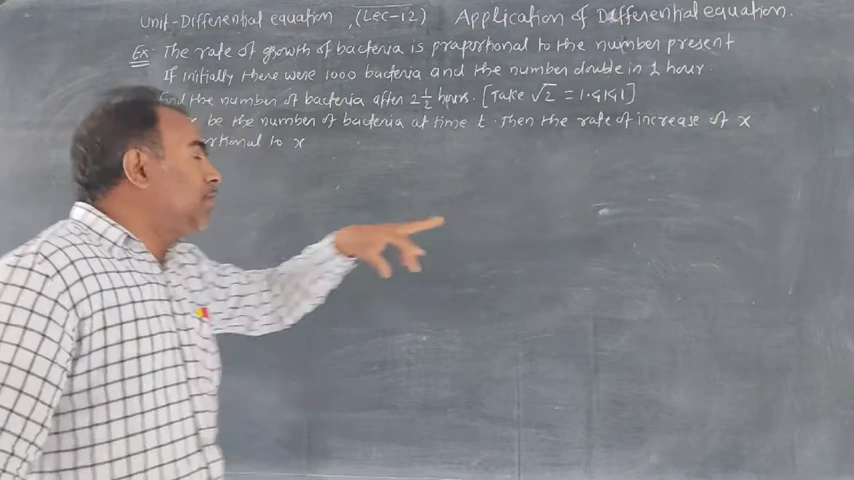 Unit-Differential equation, (Lec-12) Application of Differential equation.
Ex: The rate of growth of bacteria is proportional to the number present
If initially there were 1000 bacteria and the number double in 1 hour.
Find the number of bacteria after 2 1/2 hours. [Take √2 = 1.414]
be the number of bacteria at time t. Then the rate of increase of x
to x